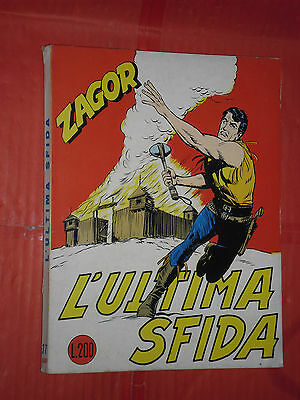 ZAGOR
L'ULTIMA
SFIDA
L.200
L'ULTIMA SFIDA